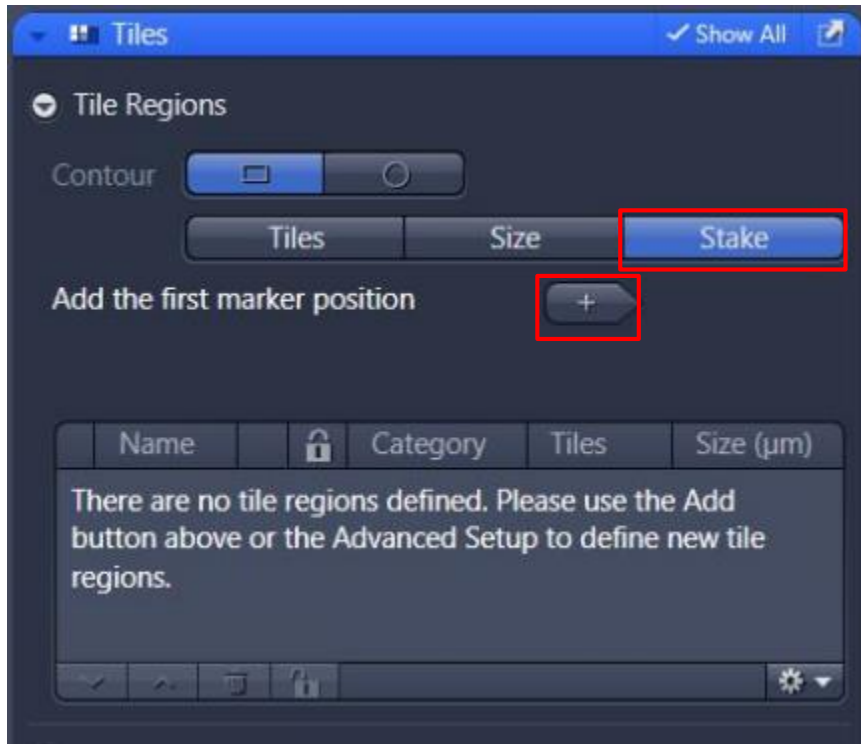 Tiles Show All
Tile Regions
Contour
Tiles Size Stake
Add the first marker position +
Name Category Tiles Size (µm)
There are no tile regions defined. Please use the Add
button above or the Advanced Setup to define new tile
regions.